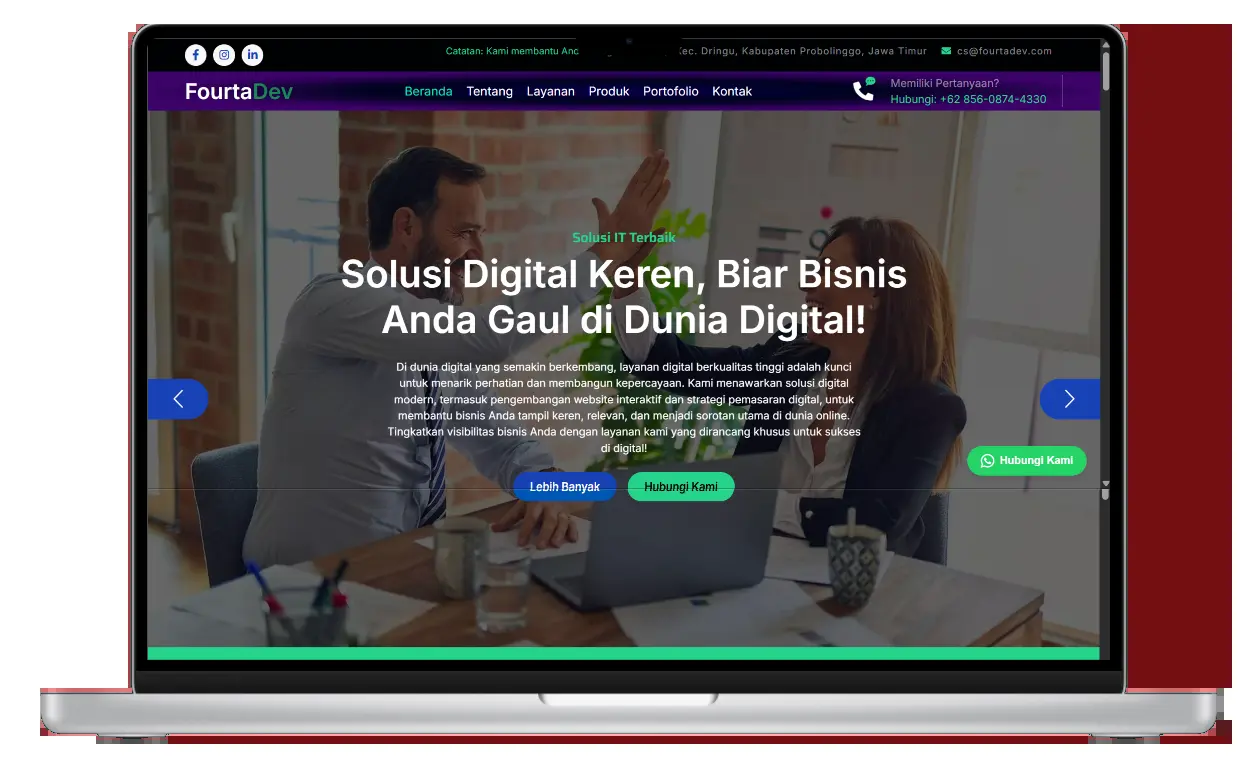 Catatan: Kami membantu
Dringu, Kabupaten Probolinggo, Jawa Timur
cs@fourtadev.com
FourtaDev
Beranda
Tentang
Layanan
Produk
Portofolio
Kontak
Memiliki Pertanyaan?
Hubungi: +62 856-0874-4330
Solusi IT Terbaik
Solusi Digital Keren, Biar Bisnis
Anda Gaul di Dunia Digital!
Di dunia digital yang semakin berkembang, layanan digital berkualitas tinggi adalah kunci
untuk menarik perhatian dan membangun kepercayaan. Kami menawarkan solusi digital
modern, termasuk pengembangan website interaktif dan strategi pemasaran digital, untuk
membantu bisnis Anda tampil keren, relevan, dan menjadi sorotan utama di dunia online.
Tingkatkan visibilitas bisnis Anda dengan layanan kami yang dirancang khusus untuk sukses
di digital!
Hubungi Kami
Lebih Banyak
Hubungi Kami